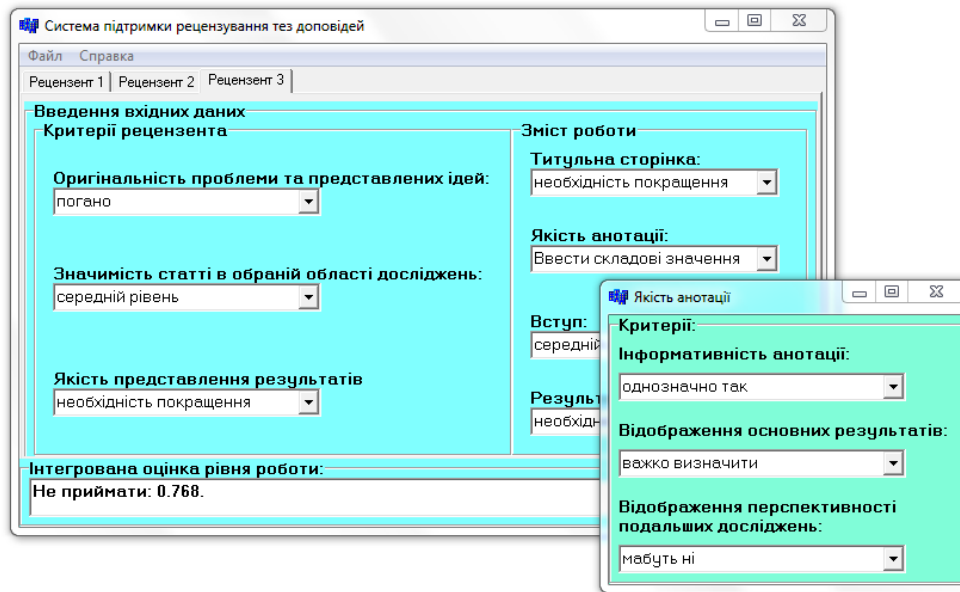 Система підтримки рецензування тез доповідей
Файл Справка
Рецензент 1 Рецензент 2 Рецензент 3
Введення вхідних даних
Критерії рецензента
Оригінальність проблеми та представлених ідей:
погано
Значимість статті в обраній області досліджень:
середній рівень
Якість представлення результатів
необхідність покращення
Зміст роботи
Титульна сторінка:
необхідність покращення
Якість анотації:
Ввести складові значення
Вступ:
середній
Інтегрована оцінка рівня роботи:
Не приймати: 0.768.
Якість анотації
Критерії:
Інформативність анотації:
однозначно так
Відображення основних результатів:
важко визначити
Відображення перспективності
подальших досліджень:
мабуть ні